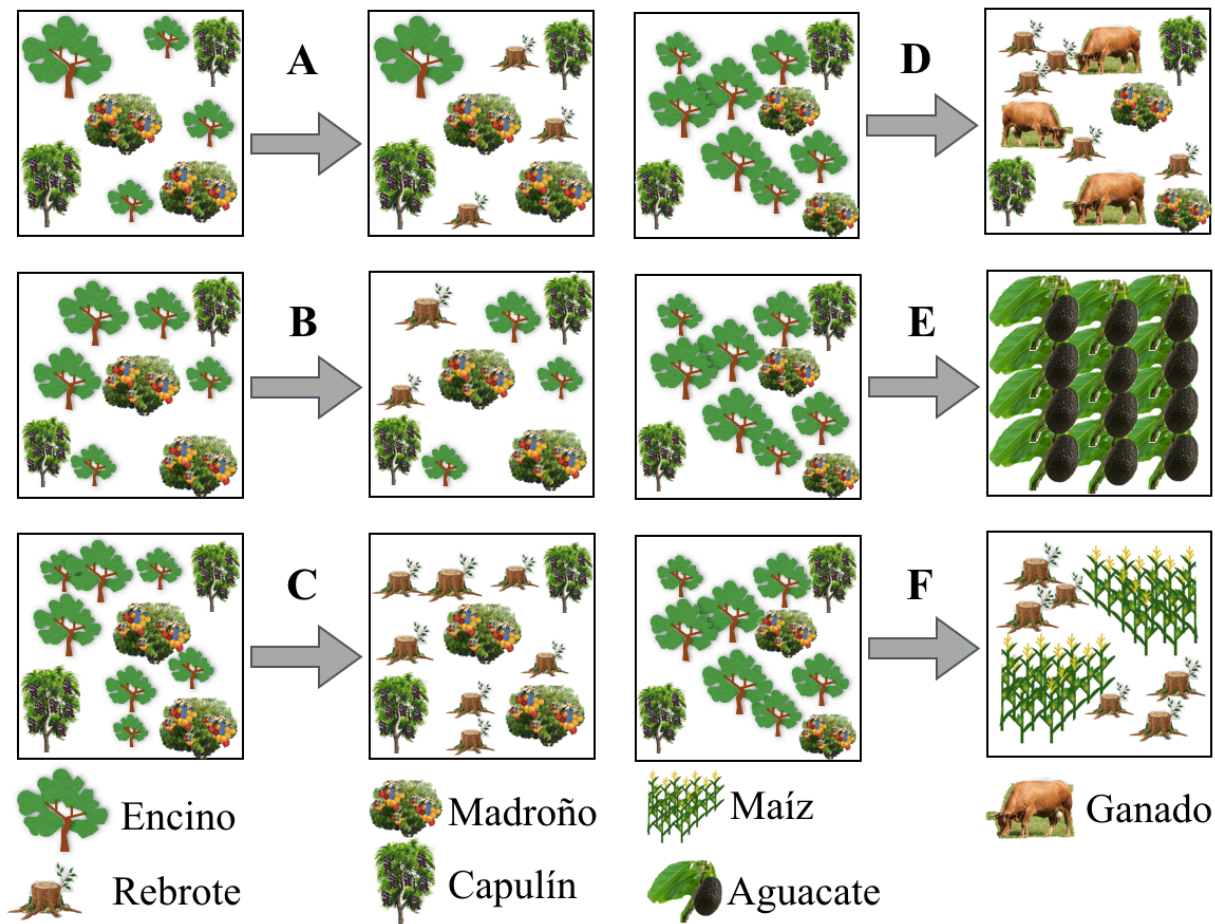 A
D
B
E
C
F
Encino
Madroño
Maíz
Ganado
Rebrote
Capulín
Aguacate